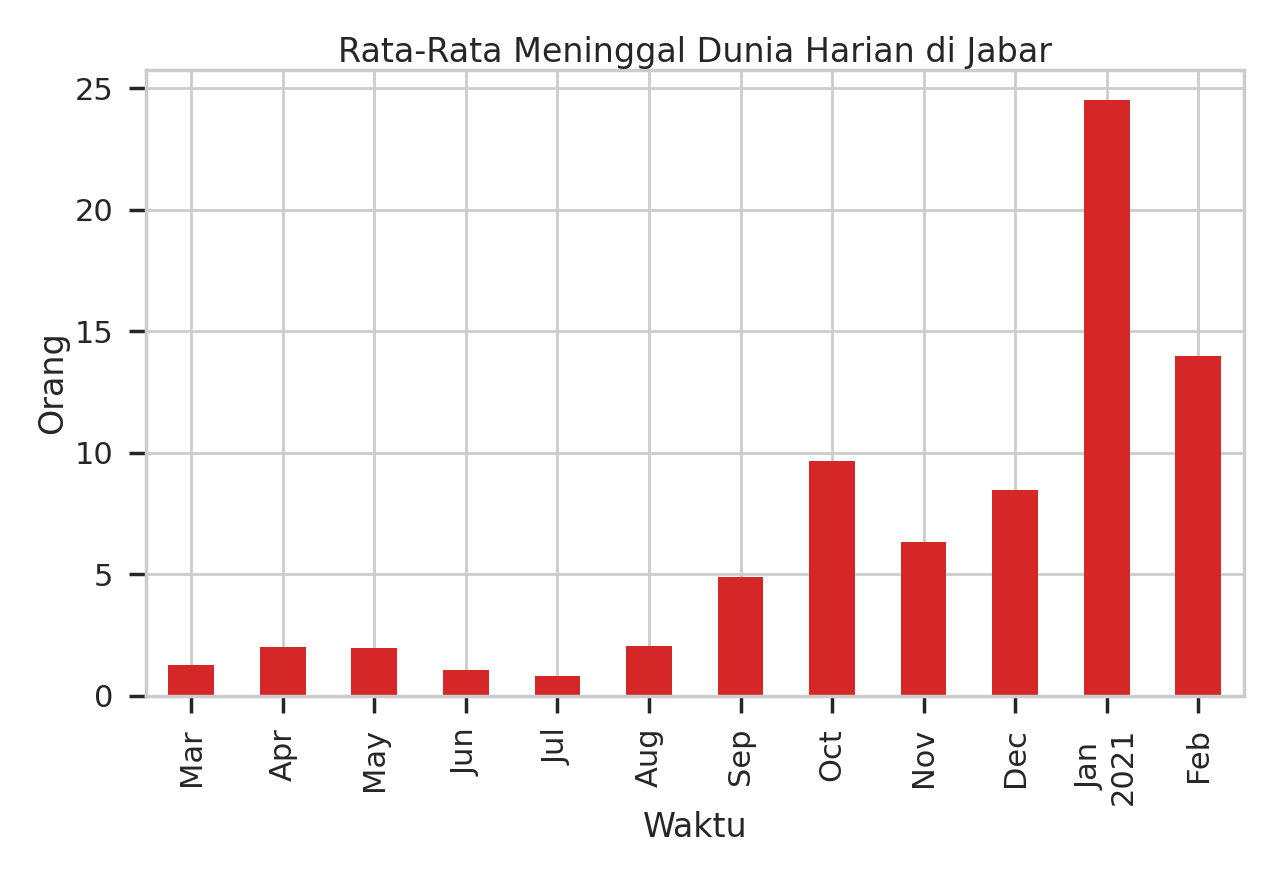 Rata-Rata Meninggal Dunia Harian di Jabar
25
20
15
10
5
0
Orang
Mar
Apr
May
Jun
Jul
Aug
Sep
Oct
Nov
Dec
Jan
2021
Feb
Waktu